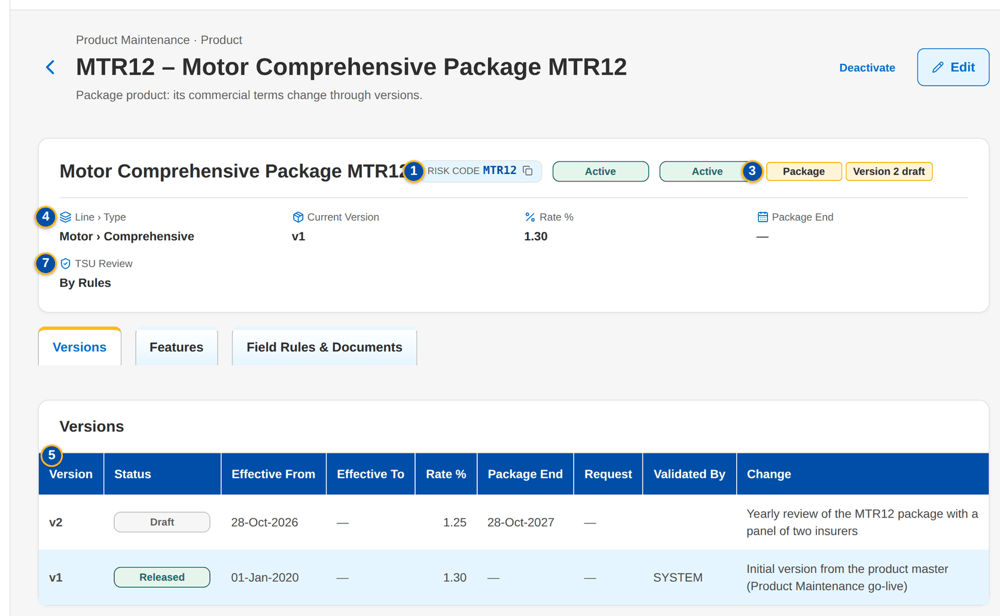 Product Maintenance · Product
MTR12 – Motor Comprehensive Package MTR12
Deactivate
Edit
Package product: its commercial terms change through versions.
Motor Comprehensive Package MTR12
1
RISK CODE MTR12
Active
Active
3
Package
Version 2 draft
4
Line › Type
Current Version
Rate %
Package End
Motor › Comprehensive
v1
1.30
—
7
TSU Review
By Rules
Versions
Features
Field Rules & Documents
Versions
5
Version Status Effective From Effective To Rate % Package End Request Validated By Change
v2 Draft 28-Oct-2026 — 1.25 28-Oct-2027 — Yearly review of the MTR12 package with a
panel of two insurers
v1 Released 01-Jan-2020 — 1.30 — — SYSTEM Initial version from the product master
(Product Maintenance go-live)